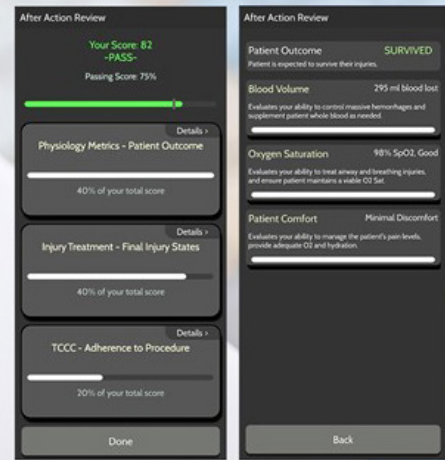 After Action Review
Your Score: 82
-PASS-
Passing Score: 75%
Details ›
Physiology Metrics - Patient Outcome
40% of your total score
Details ›
Injury Treatment - Final Injury States
40% of your total score
Details ›
TCCC - Adherence to Procedure
20% of your total score
Done
After Action Review
Patient Outcome SURVIVED
Patient is expected to survive their injuries.
Blood Volume 295 ml blood lost
Evaluates your ability to control massive hemorrhages and
supplement patient whole blood as needed.
Oxygen Saturation 98% SpO2, Good
Evaluates your ability to treat airway and breathing injuries,
and ensure patient maintains a viable O2 Sat.
Patient Comfort Minimal Discomfort
Evaluates your ability to manage the patient's pain levels,
provide adequate O2 and hydration.
Back